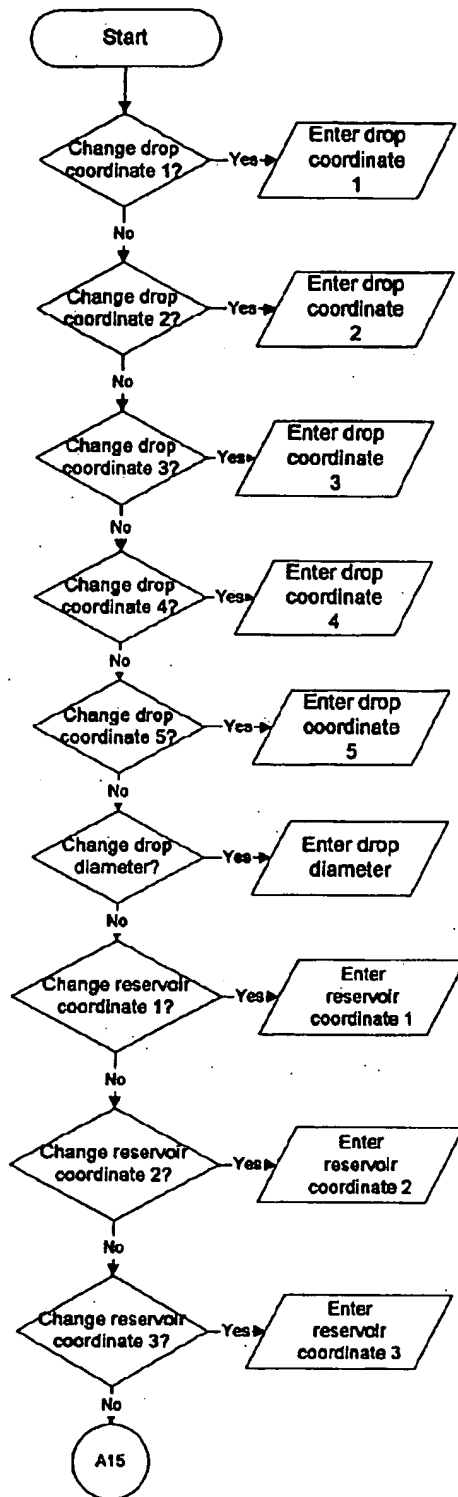 Start
Change drop
coordinate 1?
Yes
Enter drop
coordinate
1
No
Change drop
coordinate 2?
Yes
Enter drop
coordinate
2
No
Change drop
coordinate 3?
Yes
Enter drop
coordinate
3
No
Change drop
coordinate 4?
Yes
Enter drop
coordinate
4
No
Change drop
coordinate 5?
Yes
Enter drop
coordinate
5
No
Change drop
diameter?
Yes
Enter drop
diameter
No
Change reservoir
coordinate 1?
Yes
Enter
reservoir
coordinate 1
No
Change reservoir
coordinate 2?
Yes
Enter
reservoir
coordinate 2
No
Change reservoir
coordinate 3?
Yes
Enter
reservoir
coordinate 3
No
A15